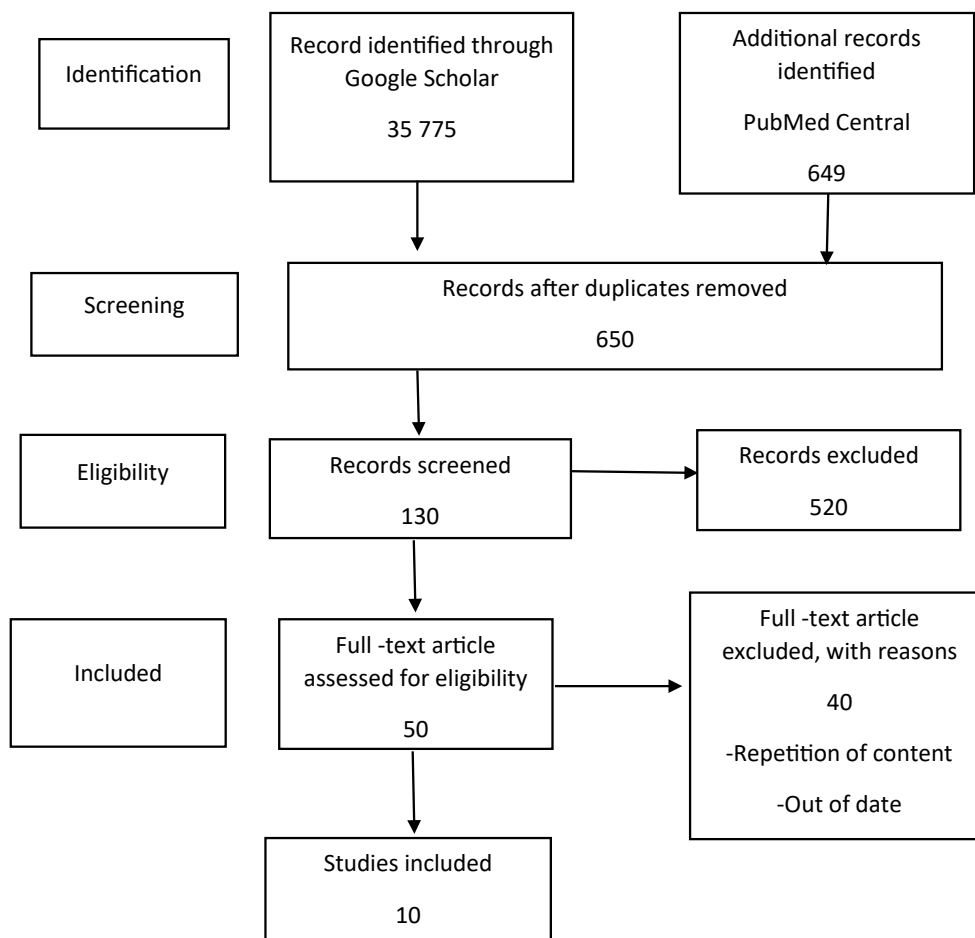 Identification
Record identified through
Google Scholar
35 775
Additional records
identified
PubMed Central
649
Screening
Records after duplicates removed
650
Eligibility
Records screened
130
Records excluded
520
Included
Full -text article
assessed for eligibility
50
Full -text article
excluded, with reasons
40
-Repetition of content
-Out of date
Studies included
10